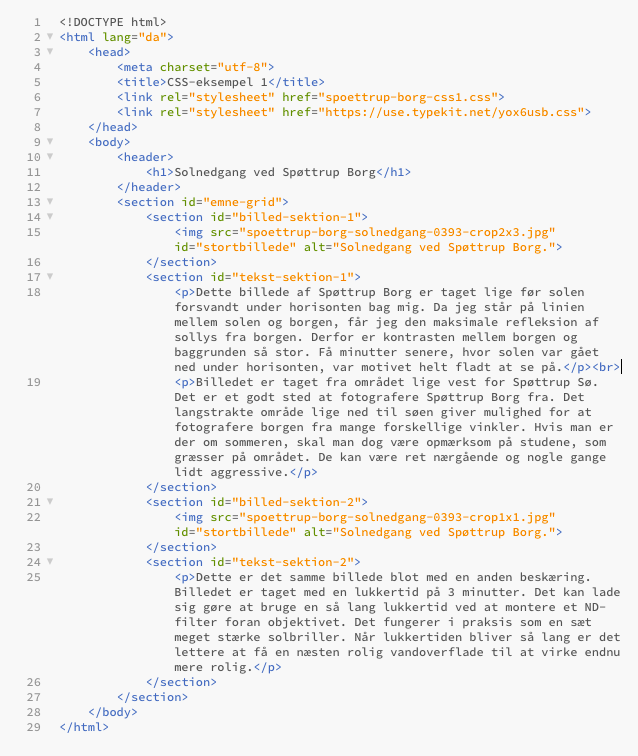 1 <!DOCTYPE html>
2 <html lang="da">
3 <head>
4 <meta charset="utf-8">
5 <title>CSS-eksempel 1</title>
6 <link rel="stylesheet" href="spoettrup-borg-css1.css">
7 <link rel="stylesheet" href="https://use.typekit.net/yox6usb.css">
8 </head>
9 <body>
10 <header>
11 <h1>Solnedgang ved Spøttrup Borg</h1>
12 </header>
13 <section id="emne-grid">
14 <section id="billed-sektion-1">
15 <img src="spoettrup-borg-solnedgang-0393-crop2x3.jpg"
id="stortbillede" alt="Solnedgang ved Spøttrup Borg.">
16 </section>
17 <section id="tekst-sektion-1">
18 <p>Dette billede af Spøttrup Borg er taget lige før solen
forsvandt under horisonten bag mig. Da jeg står på linien
mellem solen og borgen, får jeg den maksimale refleksion af
sollys fra borgen. Derfor er kontrasten mellem borgen og
baggrunden så stor. Få minutter senere, hvor solen var gået
ned under horisonten, var motivet helt fladt at se på.</p><br>
19 <p>Billedet er taget fra området lige vest for Spøttrup Sø.
Det er et godt sted at fotografere Spøttrup Borg fra. Det
langstrakte område lige ned til søen giver mulighed for at
fotografere borgen fra mange forskellige vinkler. Hvis man er
der om sommeren, skal man dog være opmærksom på studene, som
græsser på området. De kan være ret nærgående og nogle gange
lidt aggressive.</p>
20 </section>
21 <section id="billed-sektion-2">
22 <img src="spoettrup-borg-solnedgang-0393-crop1x1.jpg"
id="stortbillede" alt="Solnedgang ved Spøttrup Borg.">
23 </section>
24 <section id="tekst-sektion-2">
25 <p>Dette er det samme billede blot med en anden beskæring.
Billedet er taget med en lukkertid på 3 minutter. Det kan lade
sig gøre at bruge en så lang lukkertid ved at montere et ND-
filter foran objektivet. Det fungerer i praksis som en sæt
meget stærke solbriller. Når lukkertiden bliver så lang er det
lettere at få en næsten rolig vandoverflade til at virke endnu
mere rolig.</p>
26 </section>
27 </section>
28 </body>
29 </html>